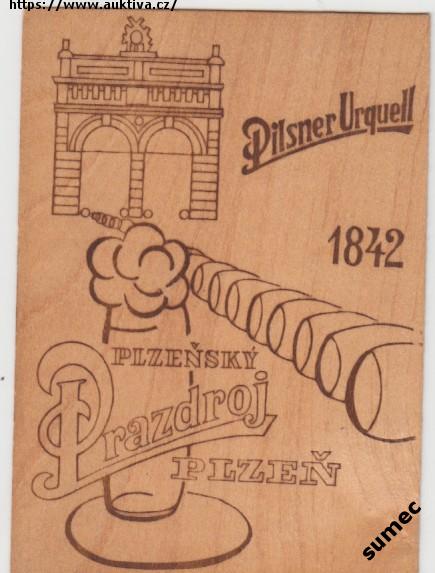 https://www.auktiva.cz/
Pilsner Urquell
1842
PLZEŇSKÝ
Prazdroj
PLZEŇ
sumec